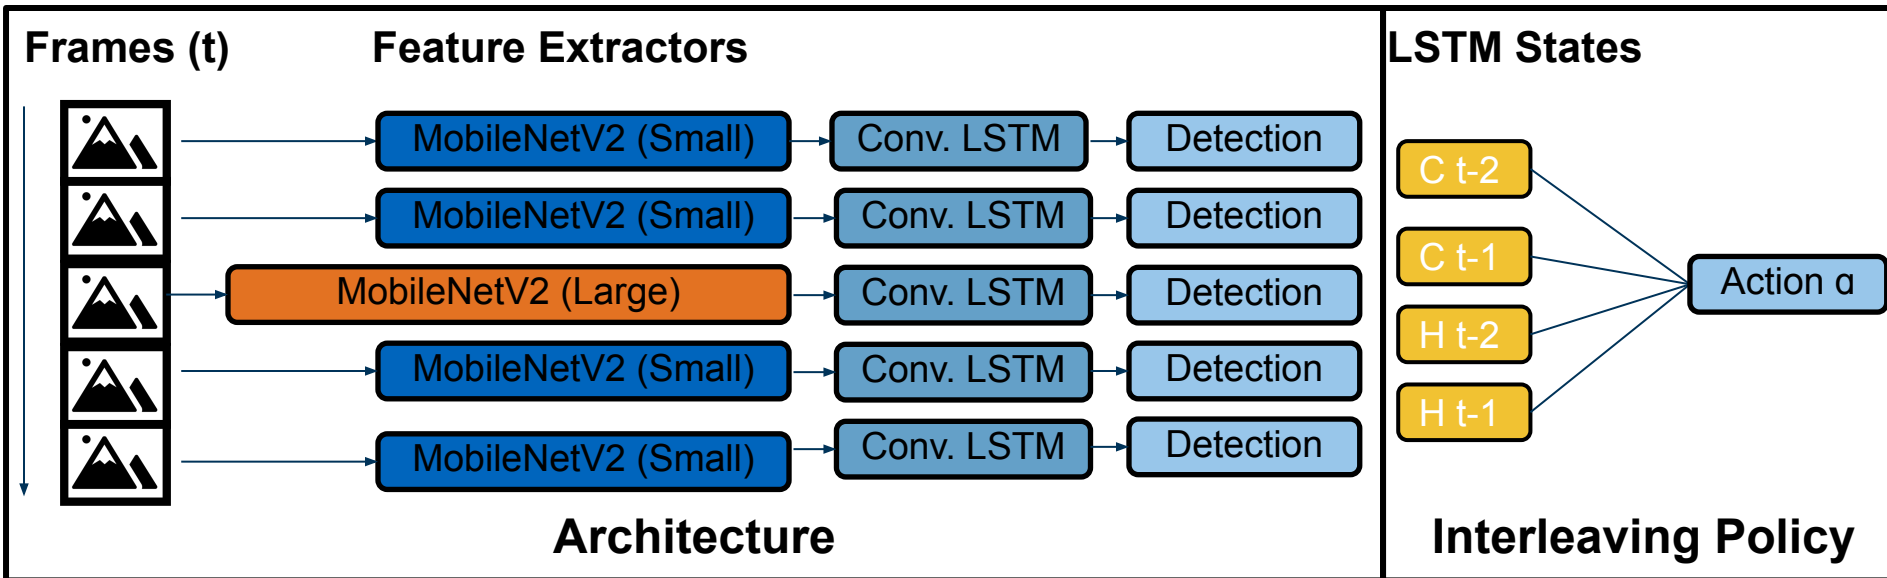 Frames (t)
Feature Extractors
LSTM States
MobileNetV2 (Small)
Conv. LSTM
Detection
MobileNetV2 (Small)
Conv. LSTM
Detection
MobileNetV2 (Large)
Conv. LSTM
Detection
MobileNetV2 (Small)
Conv. LSTM
Detection
MobileNetV2 (Small)
Conv. LSTM
Detection
Architecture
C t-2
C t-1
H t-2
H t-1
Action ɑ
Interleaving Policy